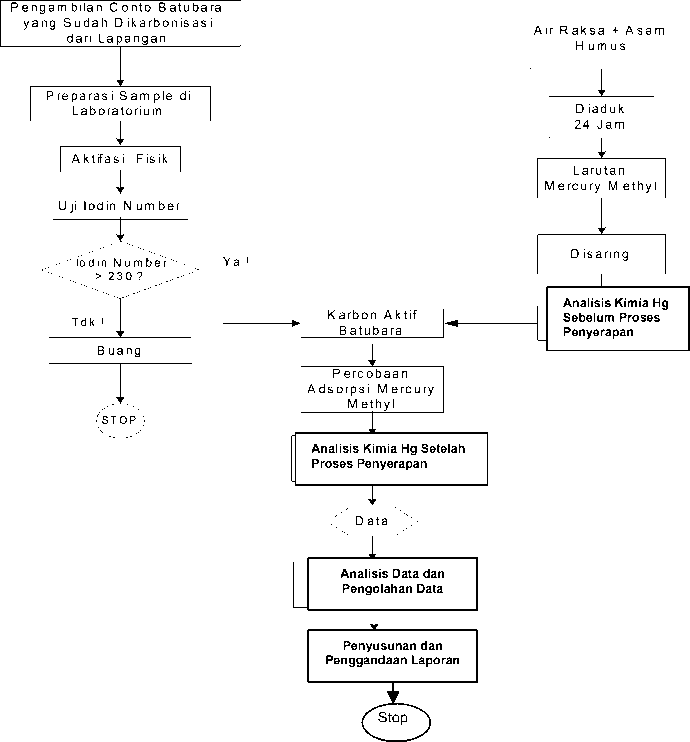 Pengambilan Conto Batubara
yang Sudah Dikarbonisasi
dari Lapangan
Preparasi Sample di
Laboratorium
Aktifasi Fisik
Uji Iodin Number
Iodin Number
> 230?
Ya !
Tdk !
Buang
STOP
Air Raksa + Asam
Humus
Diaduk
24 Jam
Larutan
Mercury Methyl
Disaring
Analisis Kimia Hg
Sebelum Proses
Penyerapan
Karbon Aktif
Batubara
Percobaan
Adsorpsi Mercury
Methyl
Analisis Kimia Hg Setelah
Proses Penyerapan
Data
Analisis Data dan
Pengolahan Data
Penyusunan dan
Penggandaan Laporan
Stop